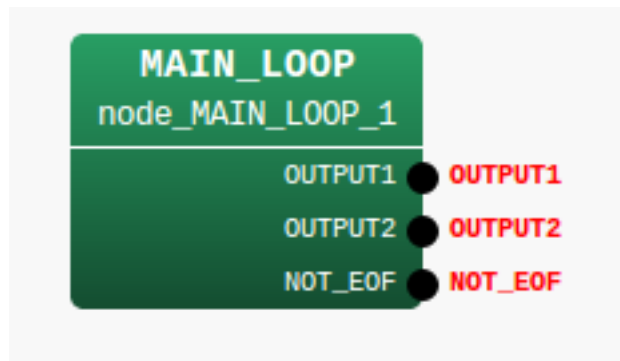 MAIN_LOOP
node_MAIN_LOOP_1
OUTPUT1 OUTPUT1
OUTPUT2 OUTPUT2
NOT_EOF NOT_EOF